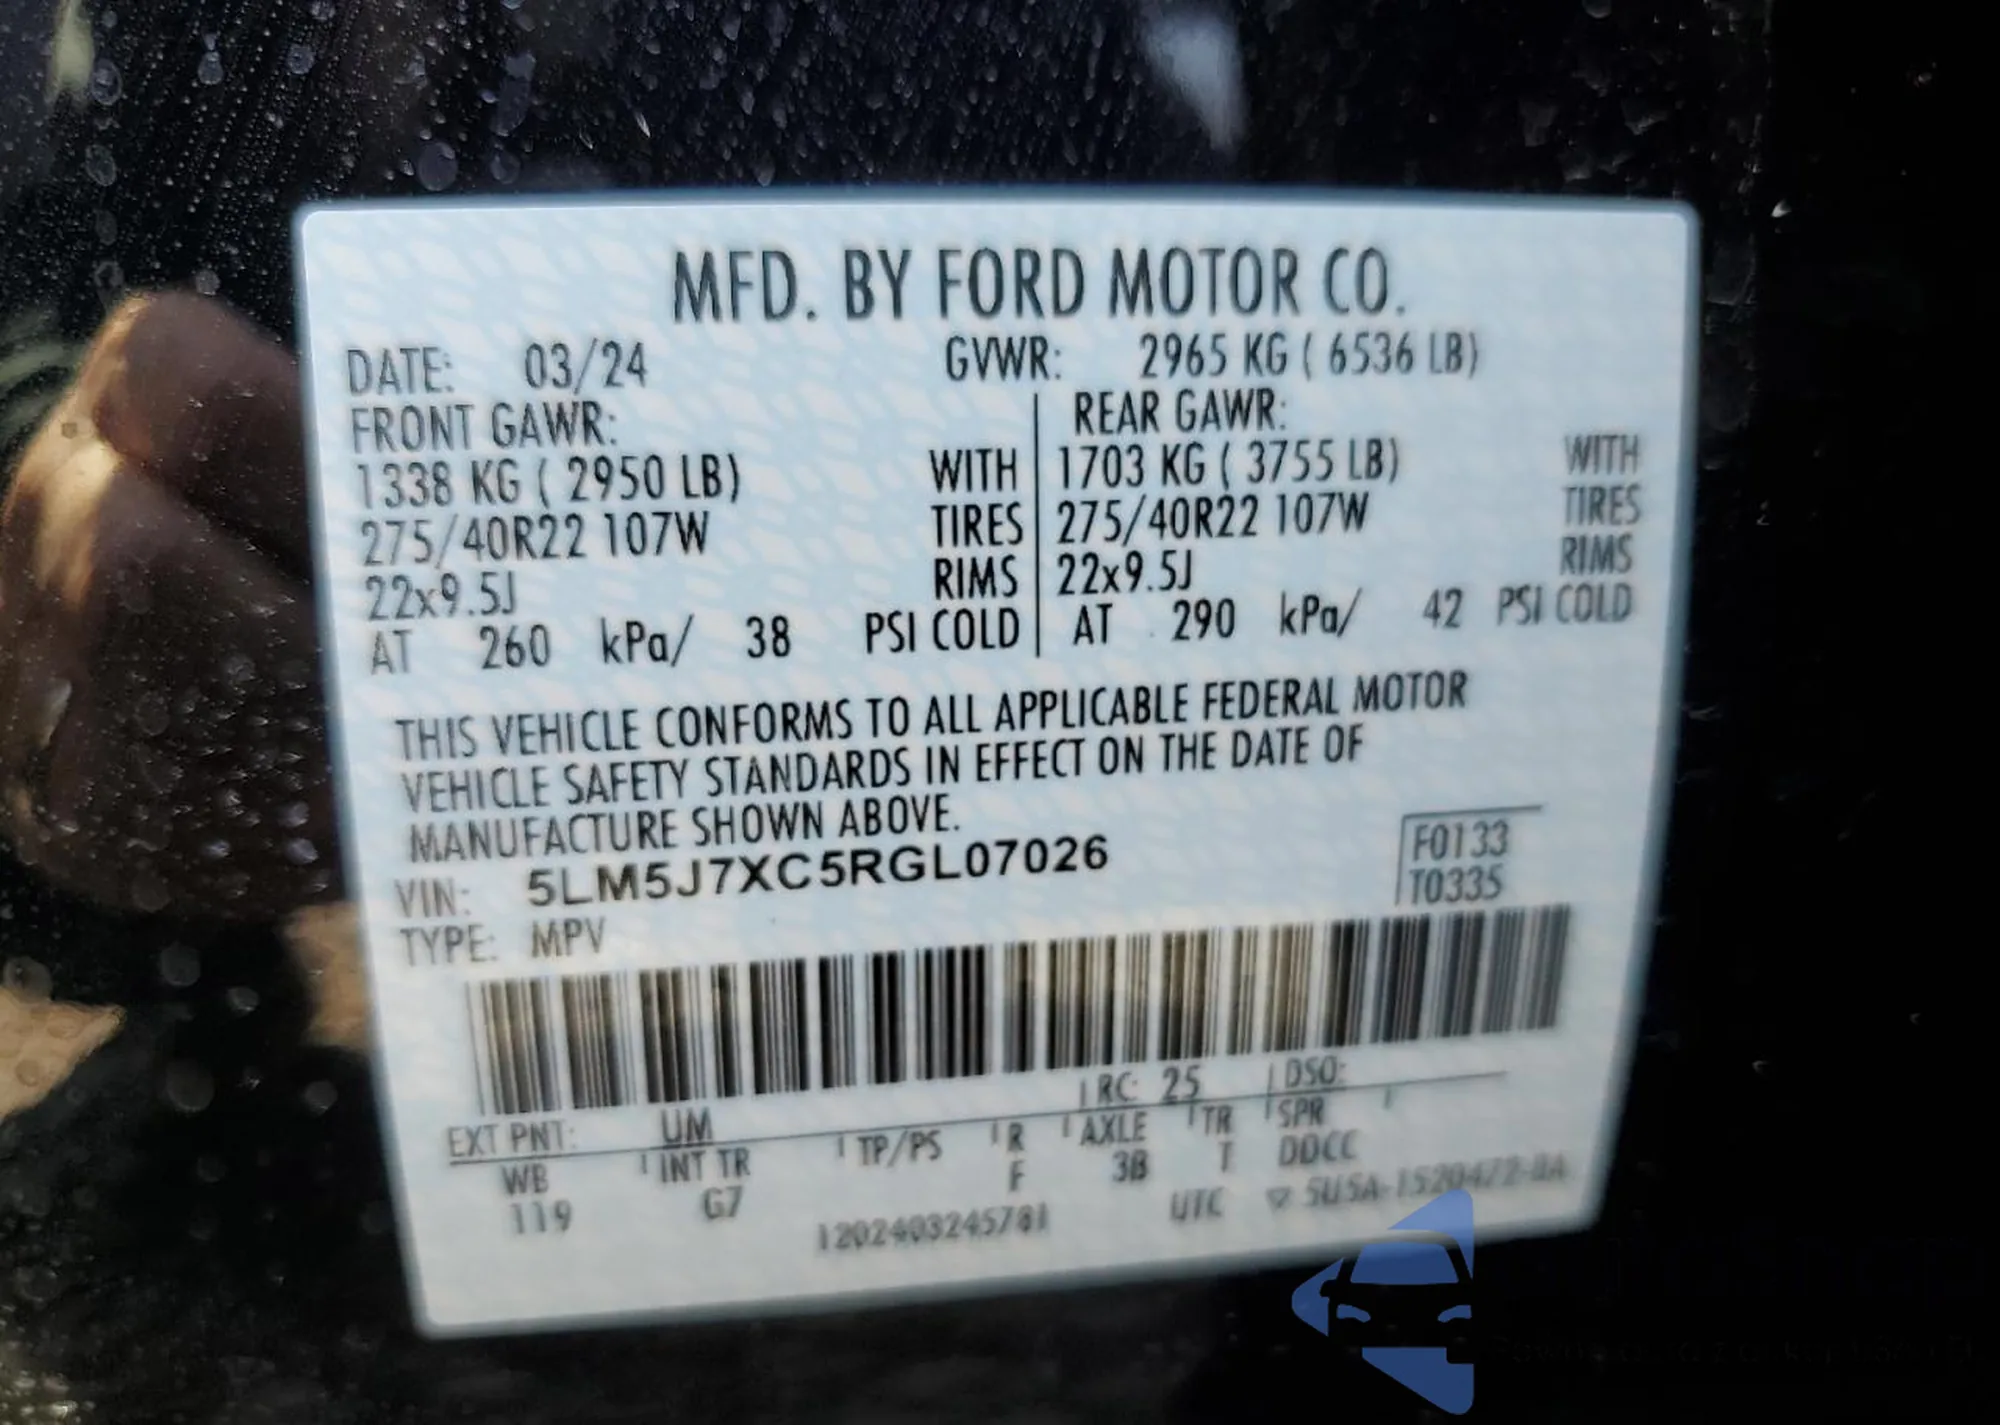 MFD. BY FORD MOTOR CO.
DATE: 03/24 GVWR: 2965 KG ( 6536 LB)
FRONT GAWR: REAR GAWR:
1338 KG ( 2950 LB) WITH 1703 KG ( 3755 LB) WITH
275/40R22 107W TIRES 275/40R22 107W TIRES
22x9.5J RIMS 22x9.5J RIMS
AT 260 kPa/ 38 PSI COLD AT 290 kPa/ 42 PSI COLD
THIS VEHICLE CONFORMS TO ALL APPLICABLE FEDERAL MOTOR
VEHICLE SAFETY STANDARDS IN EFFECT ON THE DATE OF
MANUFACTURE SHOWN ABOVE.
VIN: 5LM5J7XC5RGL07026
TYPE: MPV
F0133
T0335
EXT PNT: UM RC: 25 DSO:
WB INT TR TP/PS R AXLE TR SPR
119 G7 F 3B T DDCC
1202403245781 UTC